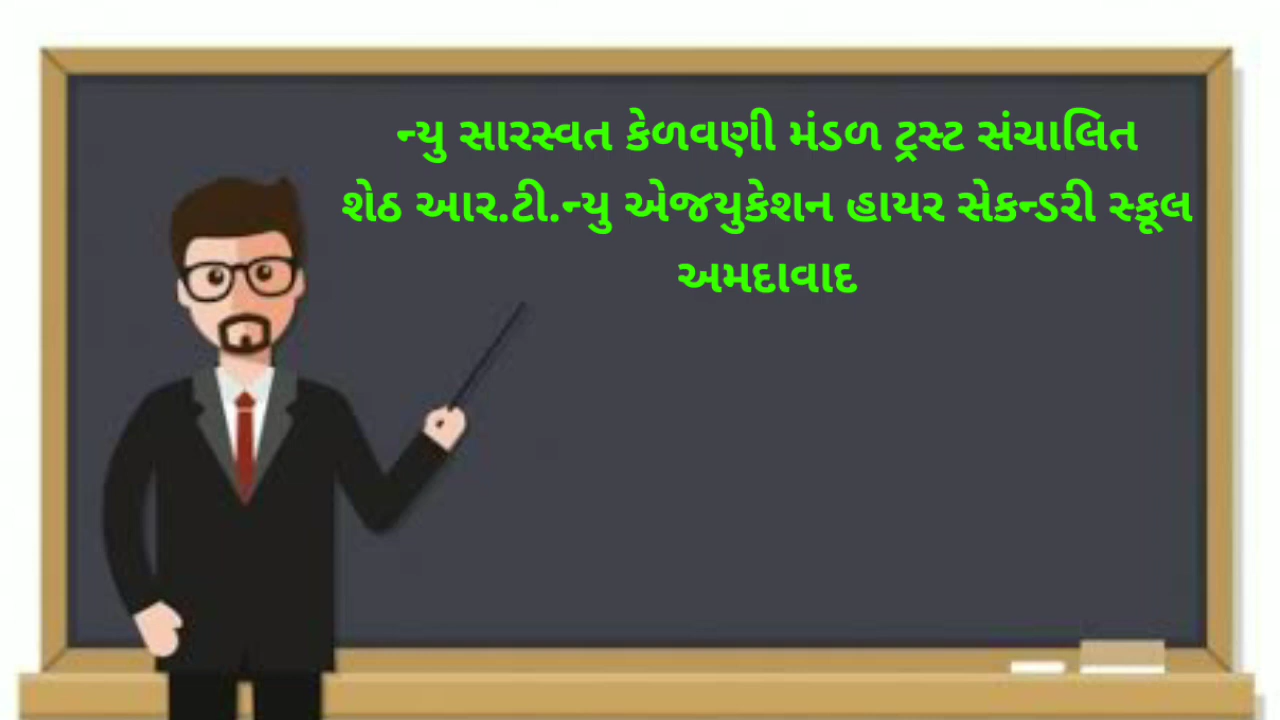 ન્યુ સારસ્વત કેળવણી મંડળ ટ્રસ્ટ સંચાલિત
શેઠ આર.ટી.ન્યુ એજયુકેશન હાયર સેકન્ડરી સ્કૂલ
અમદાવાદ